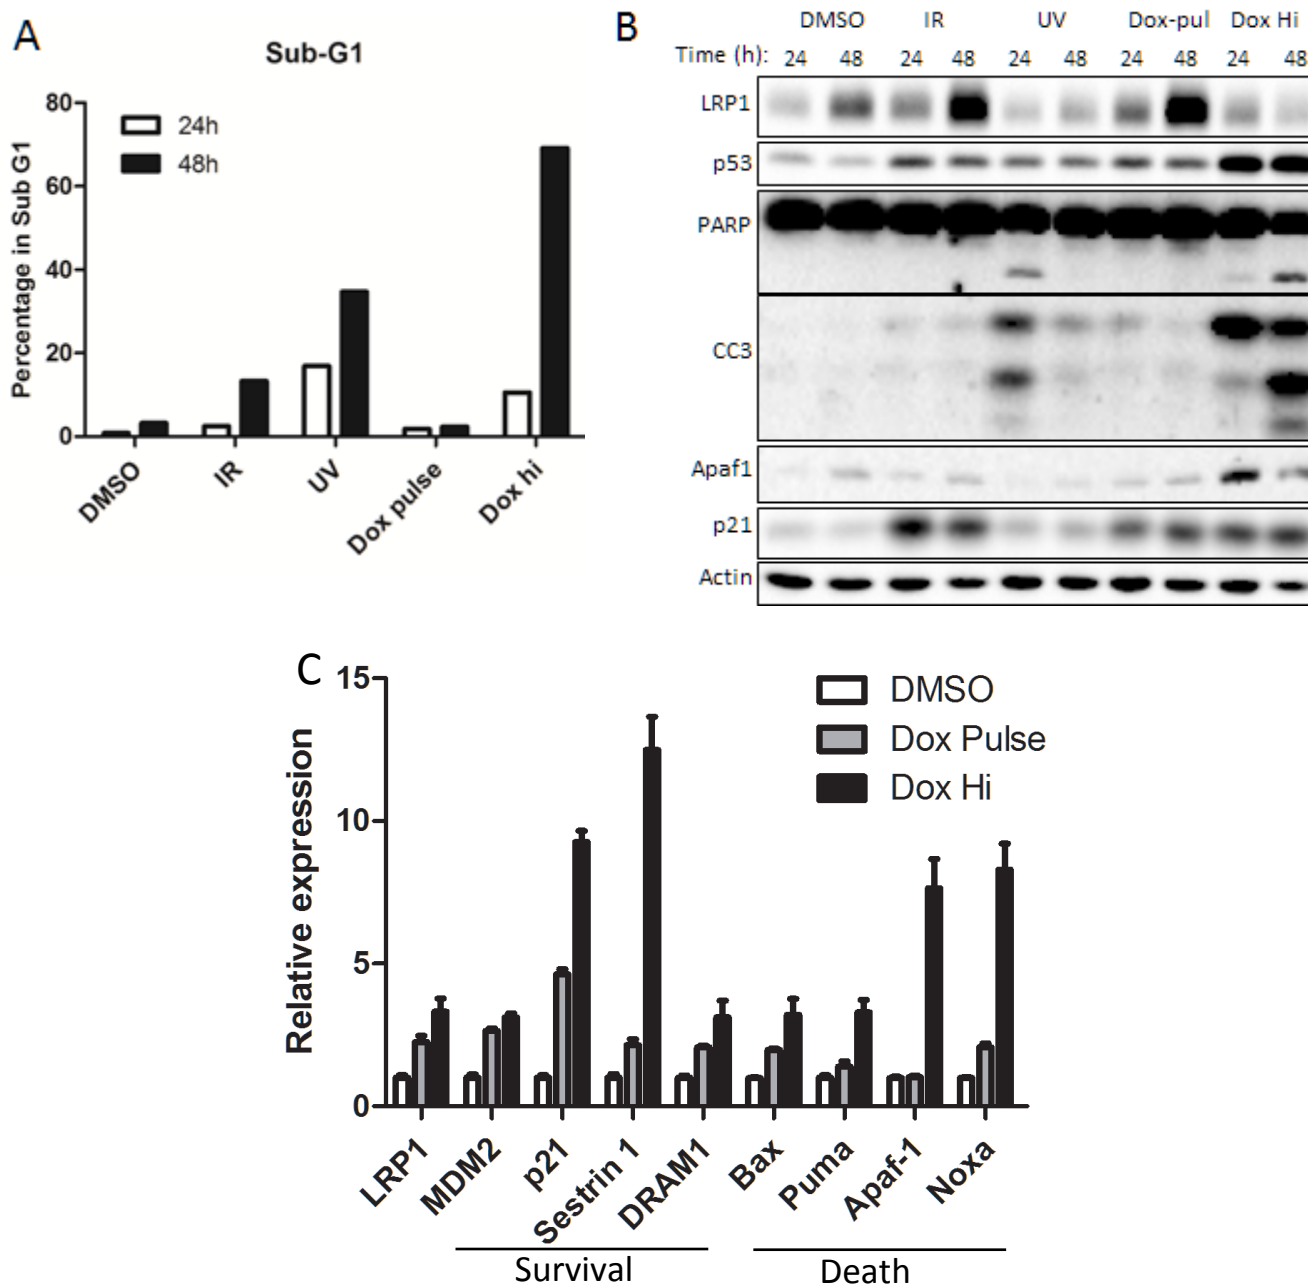 A
Sub-G1
80
60
40
20
0
Percentage in Sub G1
24h
48h
DMSO
IR
UV
Dox pulse
Dox hi
B
DMSO IR UV Dox-pul Dox Hi
Time (h): 24 48 24 48 24 48 24 48 24 48
LRP1
p53
PARP
CC3
Apaf1
p21
Actin
C
15
10
5
0
Relative expression
DMSO
Dox Pulse
Dox Hi
LRP1
MDM2
p21
Sestrin 1
DRAM1
Bax
Puma
Apaf-1
Noxa
Survival
Death